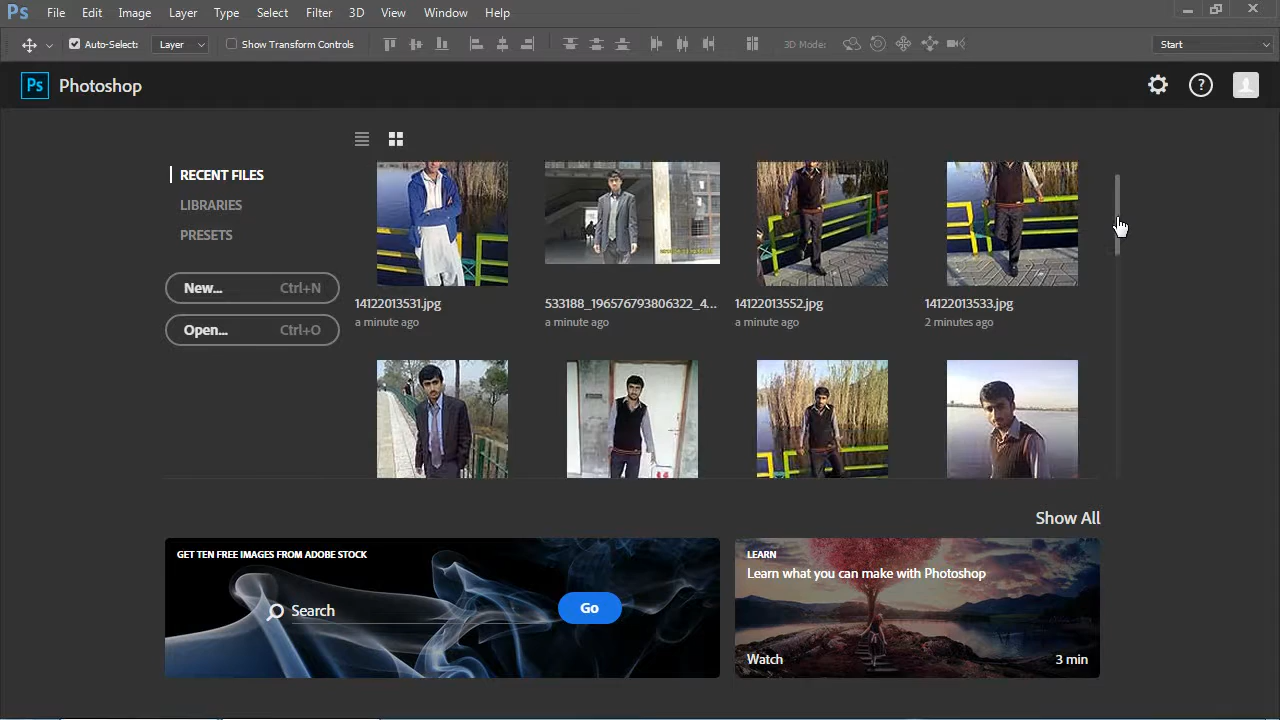 Ps File Edit Image Layer Type Select Filter 3D View Window Help
Auto-Select: Layer Show Transform Controls 3D Mode: Start
Ps Photoshop ?
RECENT FILES
LIBRARIES
PRESETS
New... Ctrl+N
Open... Ctrl+O
14122013531.jpg 533188_196576793806322_4... 14122013552.jpg 14122013533.jpg
a minute ago a minute ago a minute ago 2 minutes ago
Show All
GET TEN FREE IMAGES FROM ADOBE STOCK
Search Go
LEARN
Learn what you can make with Photoshop
Watch 3 min